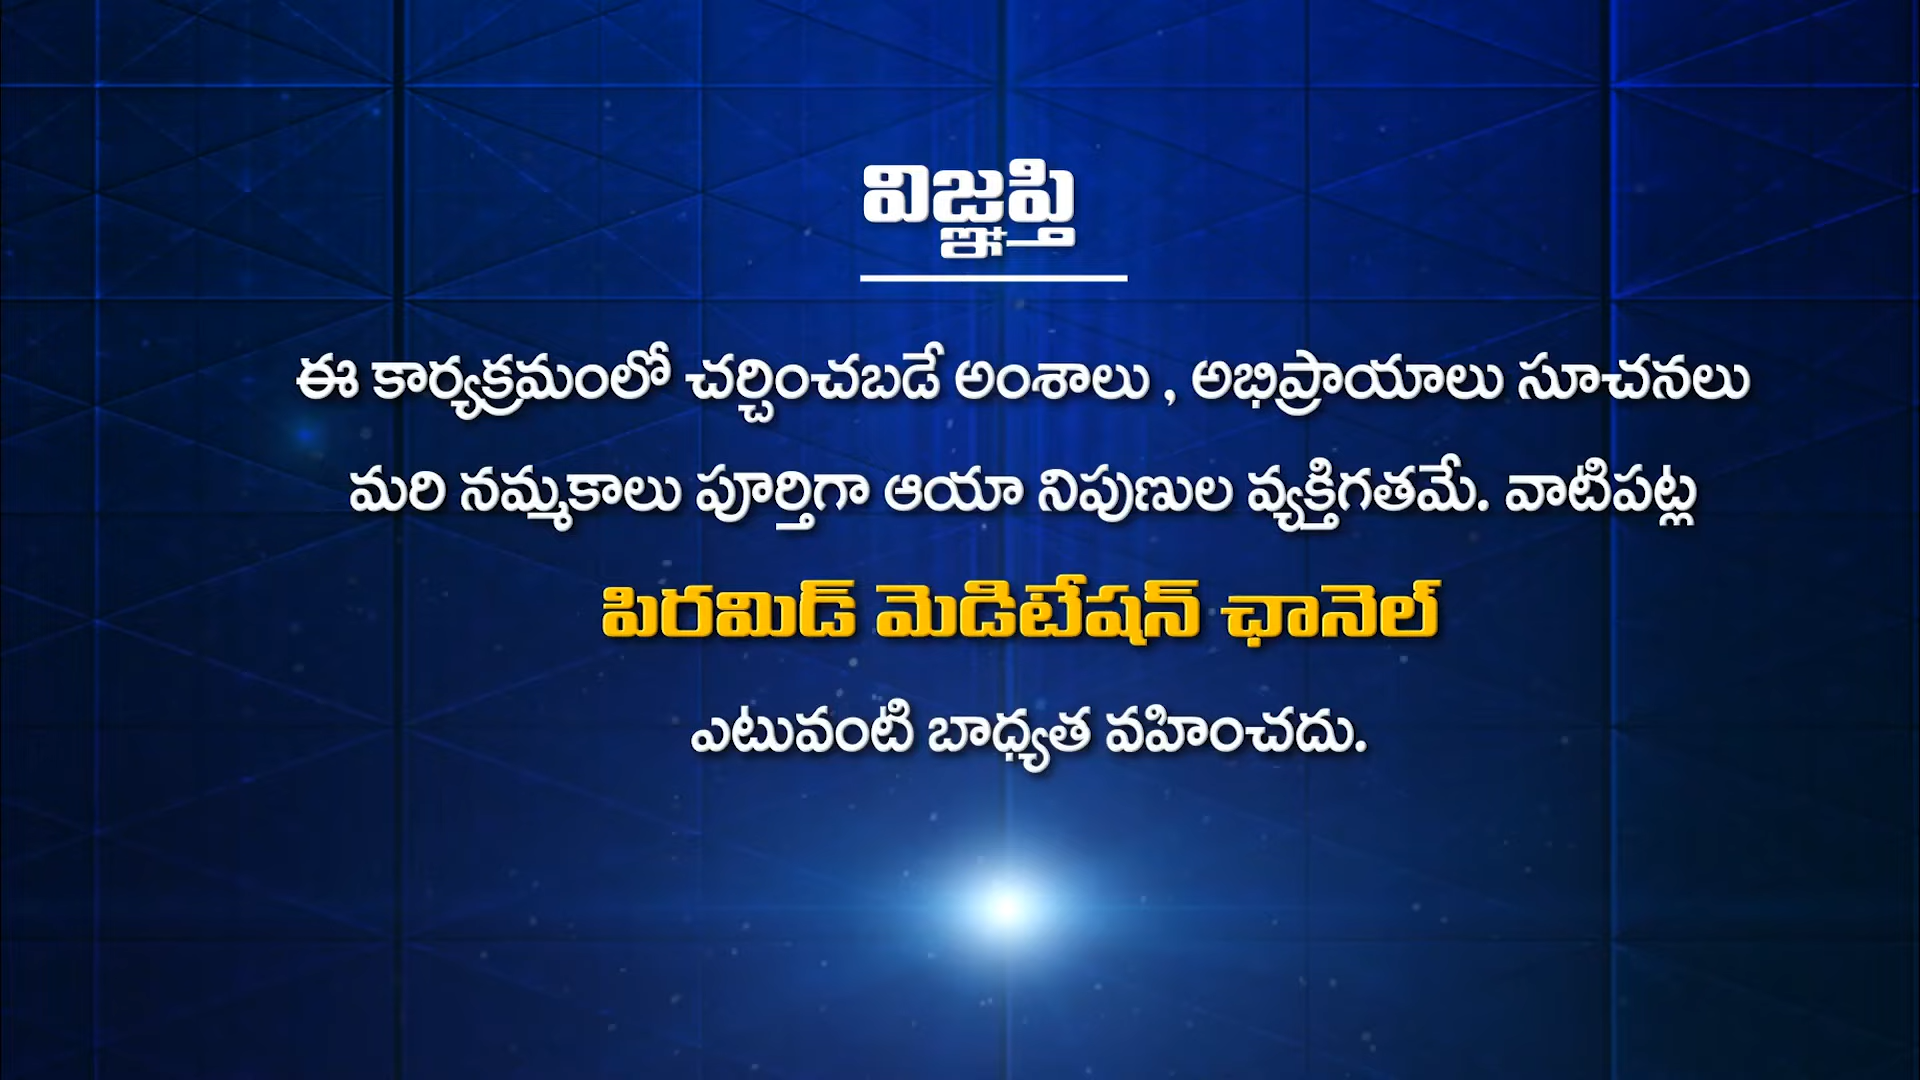 విజ్ఞప్తి
ఈ కార్యక్రమంలో చర్చించబడే అంశాలు , అభిప్రాయాలు సూచనలు
మరి నమ్మకాలు పూర్తిగా ఆయా నిపుణుల వ్యక్తిగతమే. వాటిపట్ల
పిరమిడ్ మెడిటేషన్ ఛానెల్
ఎటువంటి బాధ్యత వహించదు.